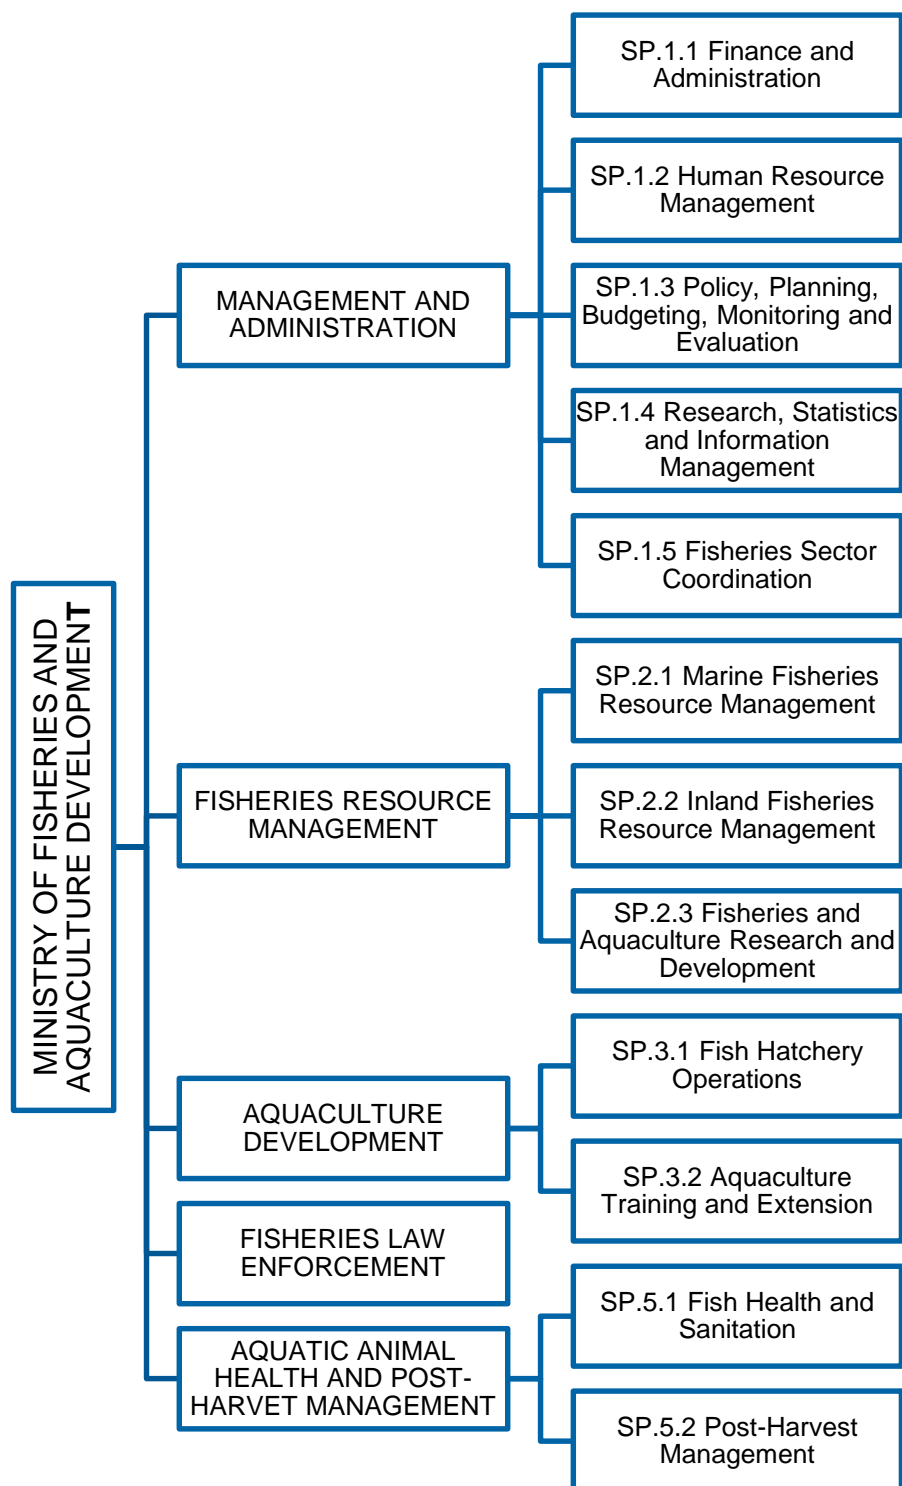 MINISTRY OF FISHERIES AND
AQUACULTURE DEVELOPMENT
MANAGEMENT AND
ADMINISTRATION
SP.1.1 Finance and
Administration
SP.1.2 Human Resource
Management
SP.1.3 Policy, Planning,
Budgeting, Monitoring and
Evaluation
SP.1.4 Research, Statistics
and Information
Management
SP.1.5 Fisheries Sector
Coordination
FISHERIES RESOURCE
MANAGEMENT
SP.2.1 Marine Fisheries
Resource Management
SP.2.2 Inland Fisheries
Resource Management
SP.2.3 Fisheries and
Aquaculture Research and
Development
AQUACULTURE
DEVELOPMENT
SP.3.1 Fish Hatchery
Operations
SP.3.2 Aquaculture
Training and Extension
FISHERIES LAW
ENFORCEMENT
AQUATIC ANIMAL
HEALTH AND POST-
HARVET MANAGEMENT
SP.5.1 Fish Health and
Sanitation
SP.5.2 Post-Harvest
Management